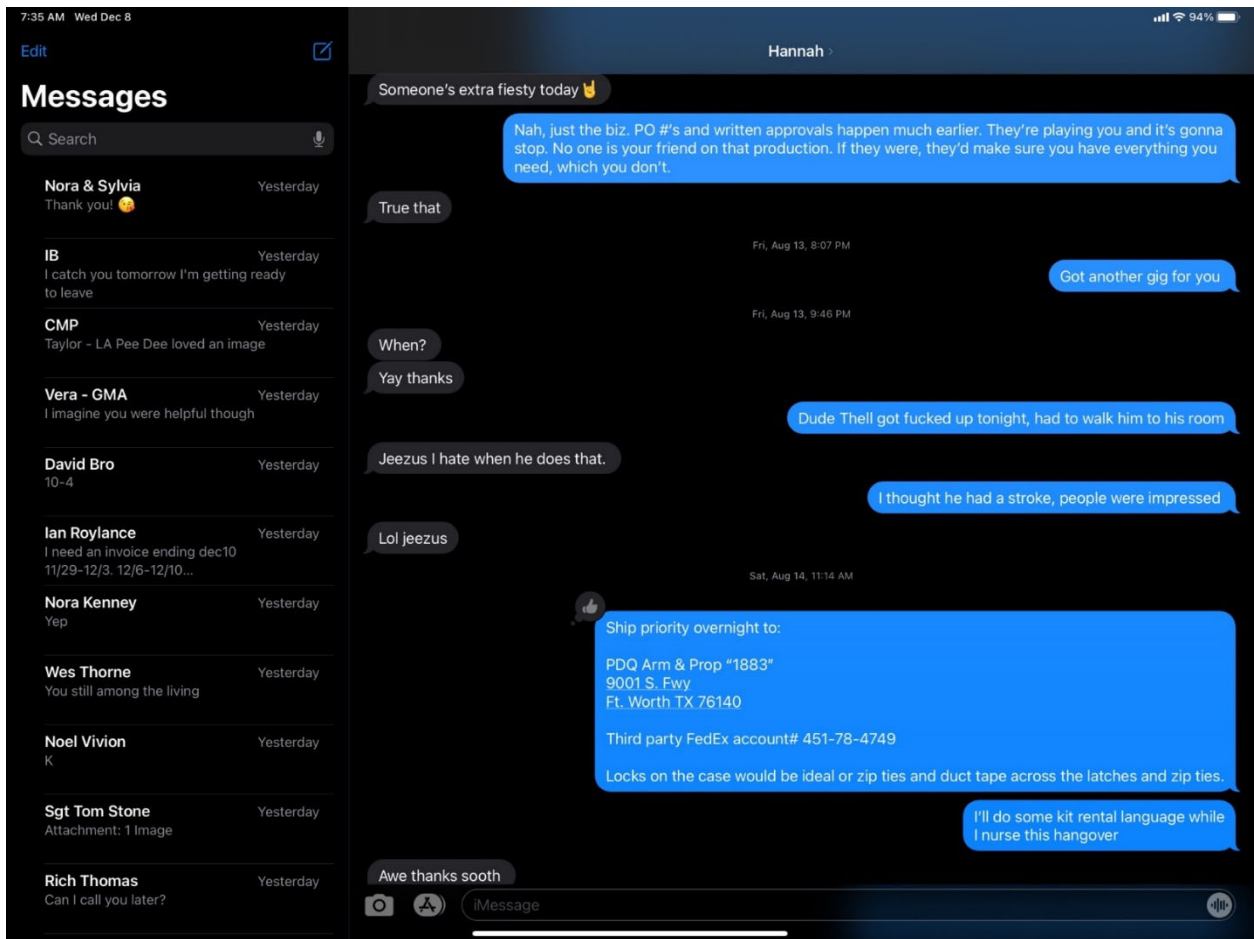 7:35 AM Wed Dec 8
94%
Edit
Messages
Search
Nora & Sylvia Yesterday
Thank you! 😘
IB Yesterday
I catch you tomorrow I'm getting ready
to leave
CMP Yesterday
Taylor - LA Pee Dee loved an image
Vera - GMA Yesterday
I imagine you were helpful though
David Bro Yesterday
10-4
Ian Roylance Yesterday
I need an invoice ending dec10
11/29-12/3. 12/6-12/10...
Nora Kenney Yesterday
Yep
Wes Thorne Yesterday
You still among the living
Noel Vivion Yesterday
K
Sgt Tom Stone Yesterday
Attachment: 1 Image
Rich Thomas Yesterday
Can I call you later?
Hannah
Someone's extra fiesty today🤘
Nah, just the biz. PO #'s and written approvals happen much earlier. They're playing you and it's gonna
stop. No one is your friend on that production. If they were, they'd make sure you have everything you
need, which you don't.
True that
Fri, Aug 13, 8:07 PM
Got another gig for you
Fri, Aug 13, 9:46 PM
When?
Yay thanks
Dude Thell got fucked up tonight, had to walk him to his room
Jeezus I hate when he does that.
I thought he had a stroke, people were impressed
Lol jeezus
Sat, Aug 14, 11:14 AM
Ship priority overnight to:
PDQ Arm & Prop “1883”
9001 S. Fwy
Ft. Worth TX 76140
Third party FedEx account# 451-78-4749
Locks on the case would be ideal or zip ties and duct tape across the latches and zip ties.
I'll do some kit rental language while
I nurse this hangover
Awe thanks sooth
iMessage